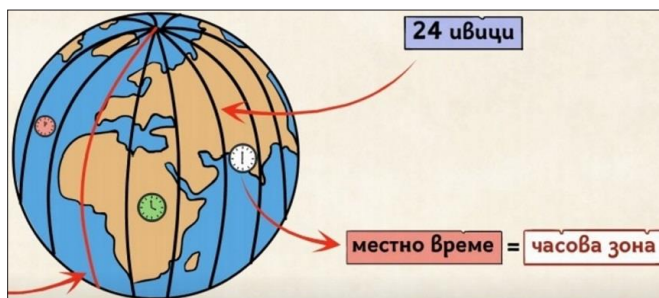 24 ивици
местно време = часова зона